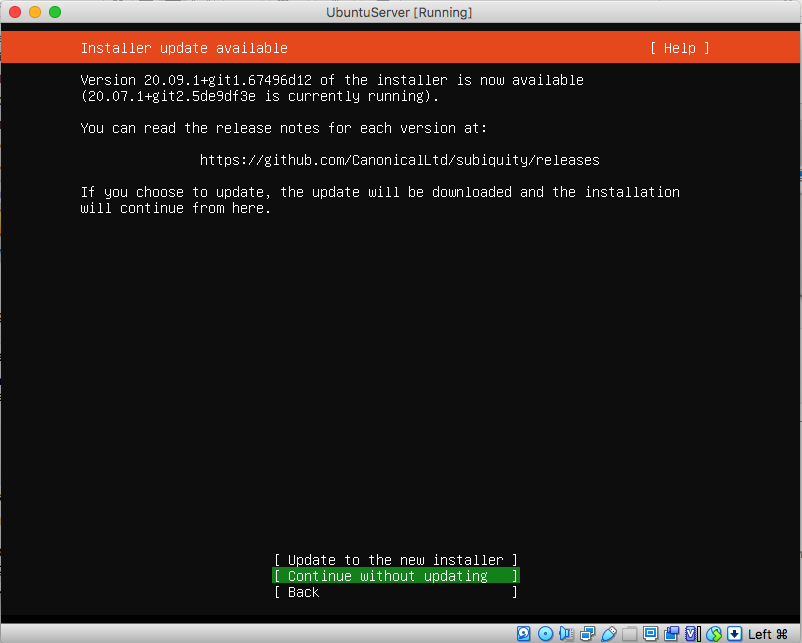 UbuntuServer [Running]
Installer update available [ Help ]
Version 20.09.1+git1.67496d12 of the installer is now available
(20.07.1+git2.5de9df3e is currently running).
You can read the release notes for each version at:
https://github.com/CanonicalLtd/subiquity/releases
If you choose to update, the update will be downloaded and the installation
will continue from here.
[ Update to the new installer ]
[ Continue without updating ]
[ Back ]
Left ⌘